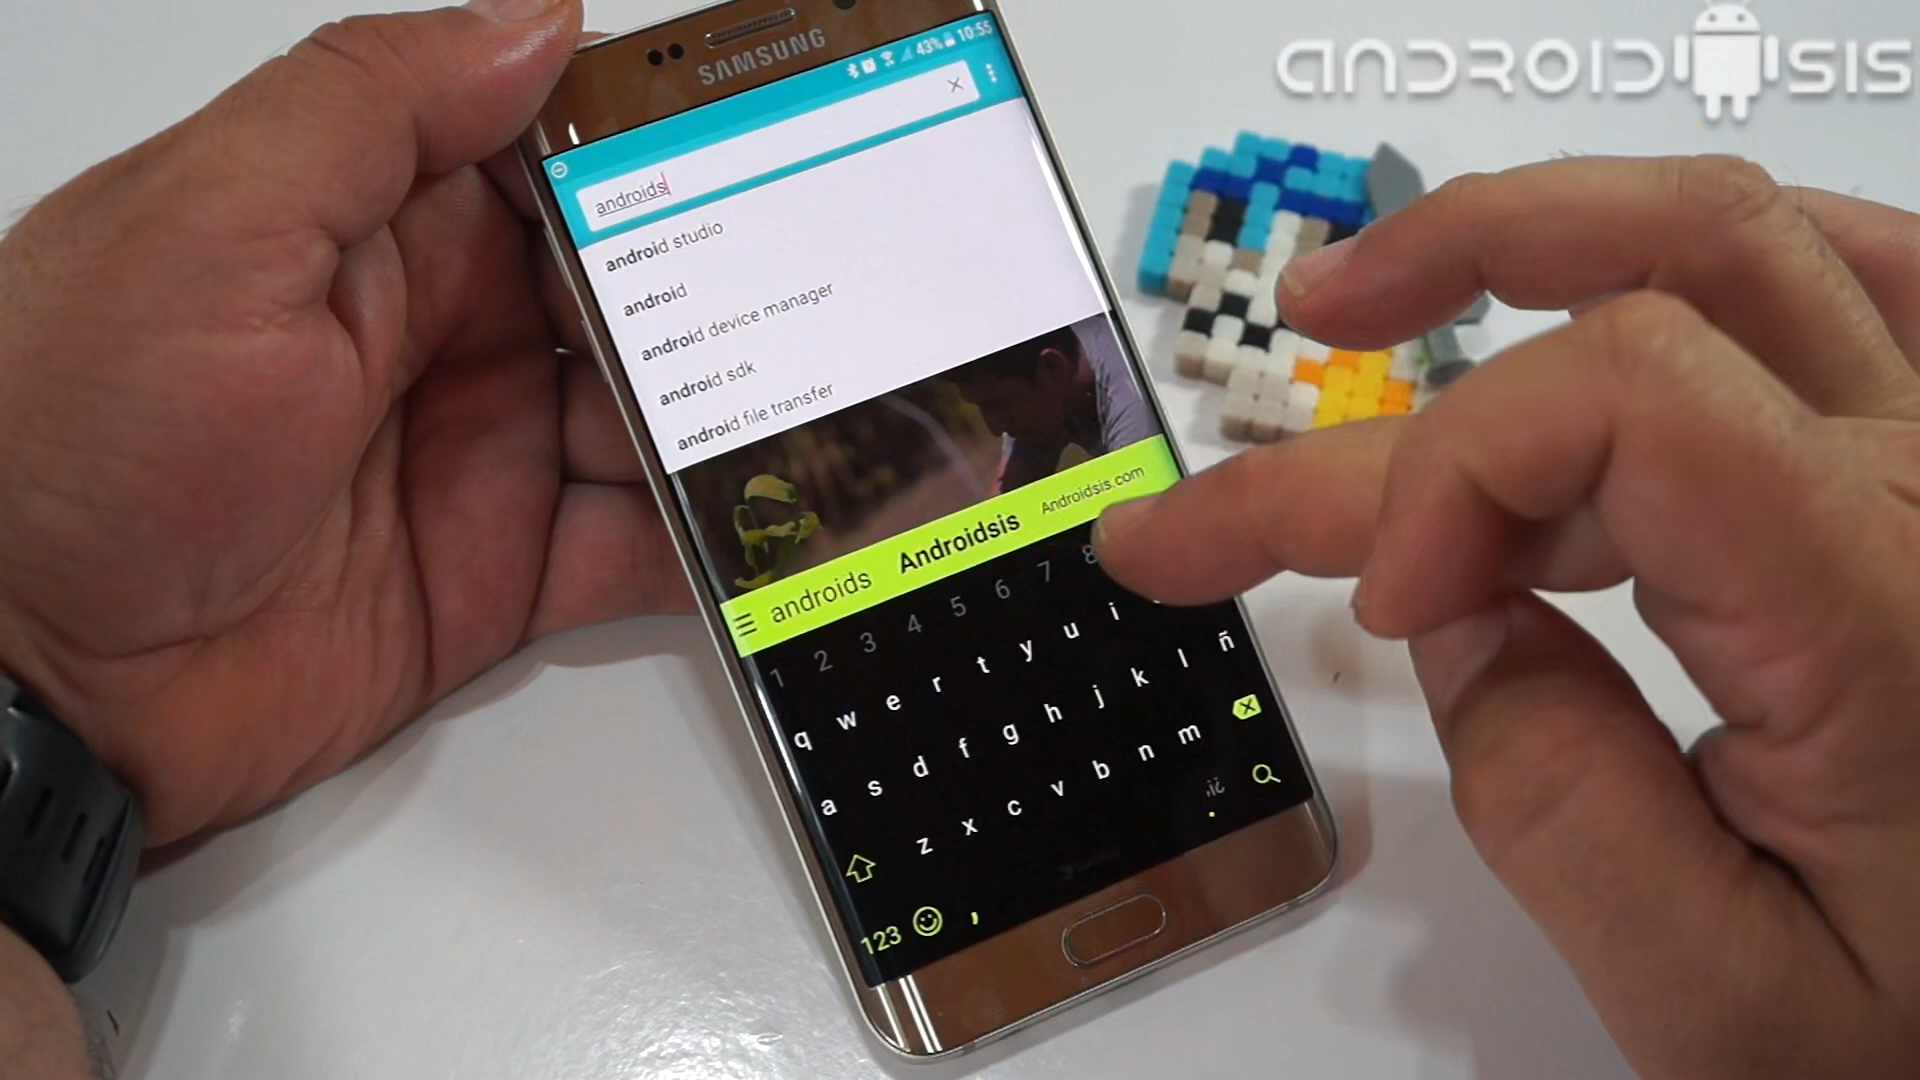 ANDROIDSIS
SAMSUNG
43% 10:55
androids
android studio
android
android device manager
android sdk
android file transfer
androids Androidsis Androidsis.com
1 2 3 4 5 6 7 8
q w e r t y u i
a s d f g h j k l ñ
z x c v b n m
123 , ,¡¿ .